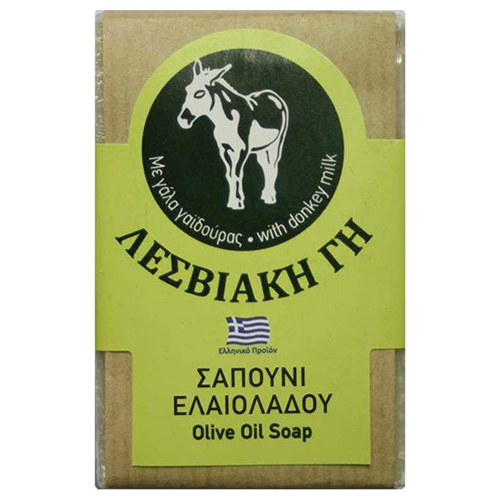 Με γάλα γαϊδούρας • with donkey milk
ΛΕΣΒΙΑΚΗ ΓΗ
Ελληνικό Προϊόν
ΣΑΠΟΥΝΙ
ΕΛΑΙΟΛΑΔΟΥ
Olive Oil Soap